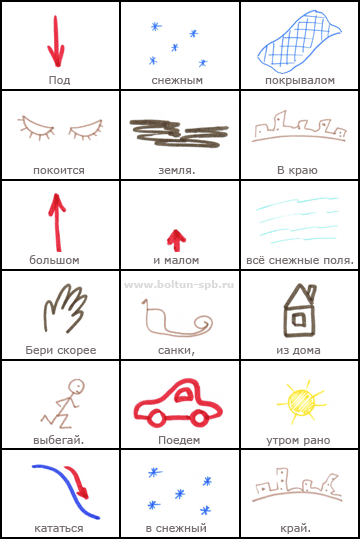 Под снежным покрывалом
покоится земля. В краю
большом и малом всё снежные поля.
www.boltun-spb.ru
Бери скорее санки, из дома
выбегай. Поедем утром рано
кататься в снежный край.